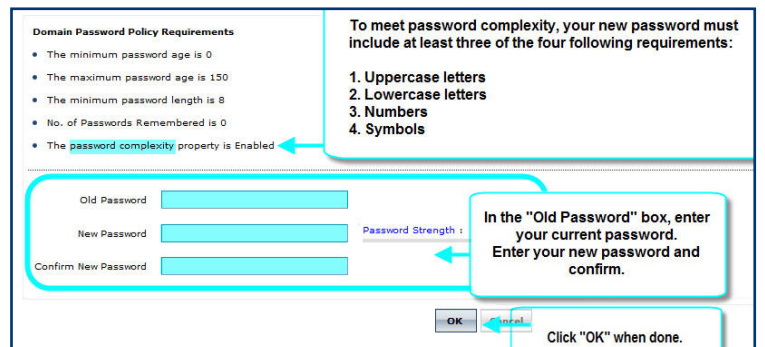 Domain Password Policy Requirements
The minimum password age is 0
The maximum password age is 150
The minimum password length is 8
No. of Passwords Remembered is 0
The password complexity property is Enabled
To meet password complexity, your new password must
include at least three of the four following requirements:
1. Uppercase letters
2. Lowercase letters
3. Numbers
4. Symbols
Old Password
New Password
Password Strength :
Confirm New Password
In the "Old Password" box, enter
your current password.
Enter your new password and
confirm.
OK
Cancel
Click "OK" when done.